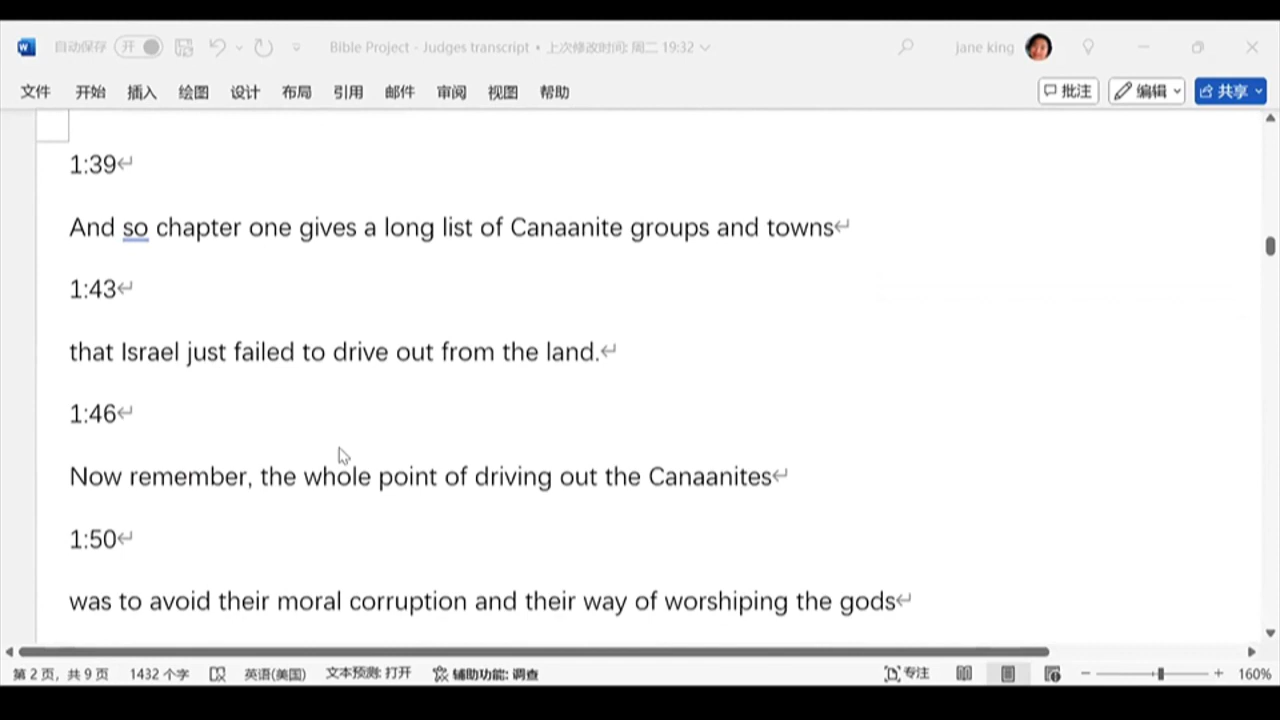 自动保存 开 Bible Project - Judges transcript • 上次修改时间: 周二 19:32 jane king
文件 开始 插入 绘图 设计 布局 引用 邮件 审阅 视图 帮助 批注 编辑 共享
1:39
And so chapter one gives a long list of Canaanite groups and towns
1:43
that Israel just failed to drive out from the land.
1:46
Now remember, the whole point of driving out the Canaanites
1:50
was to avoid their moral corruption and their way of worshiping the gods
第 2 页, 共 9 页 1432 个字 英语(美国) 文本预测: 打开 辅助功能: 调查 专注 160%